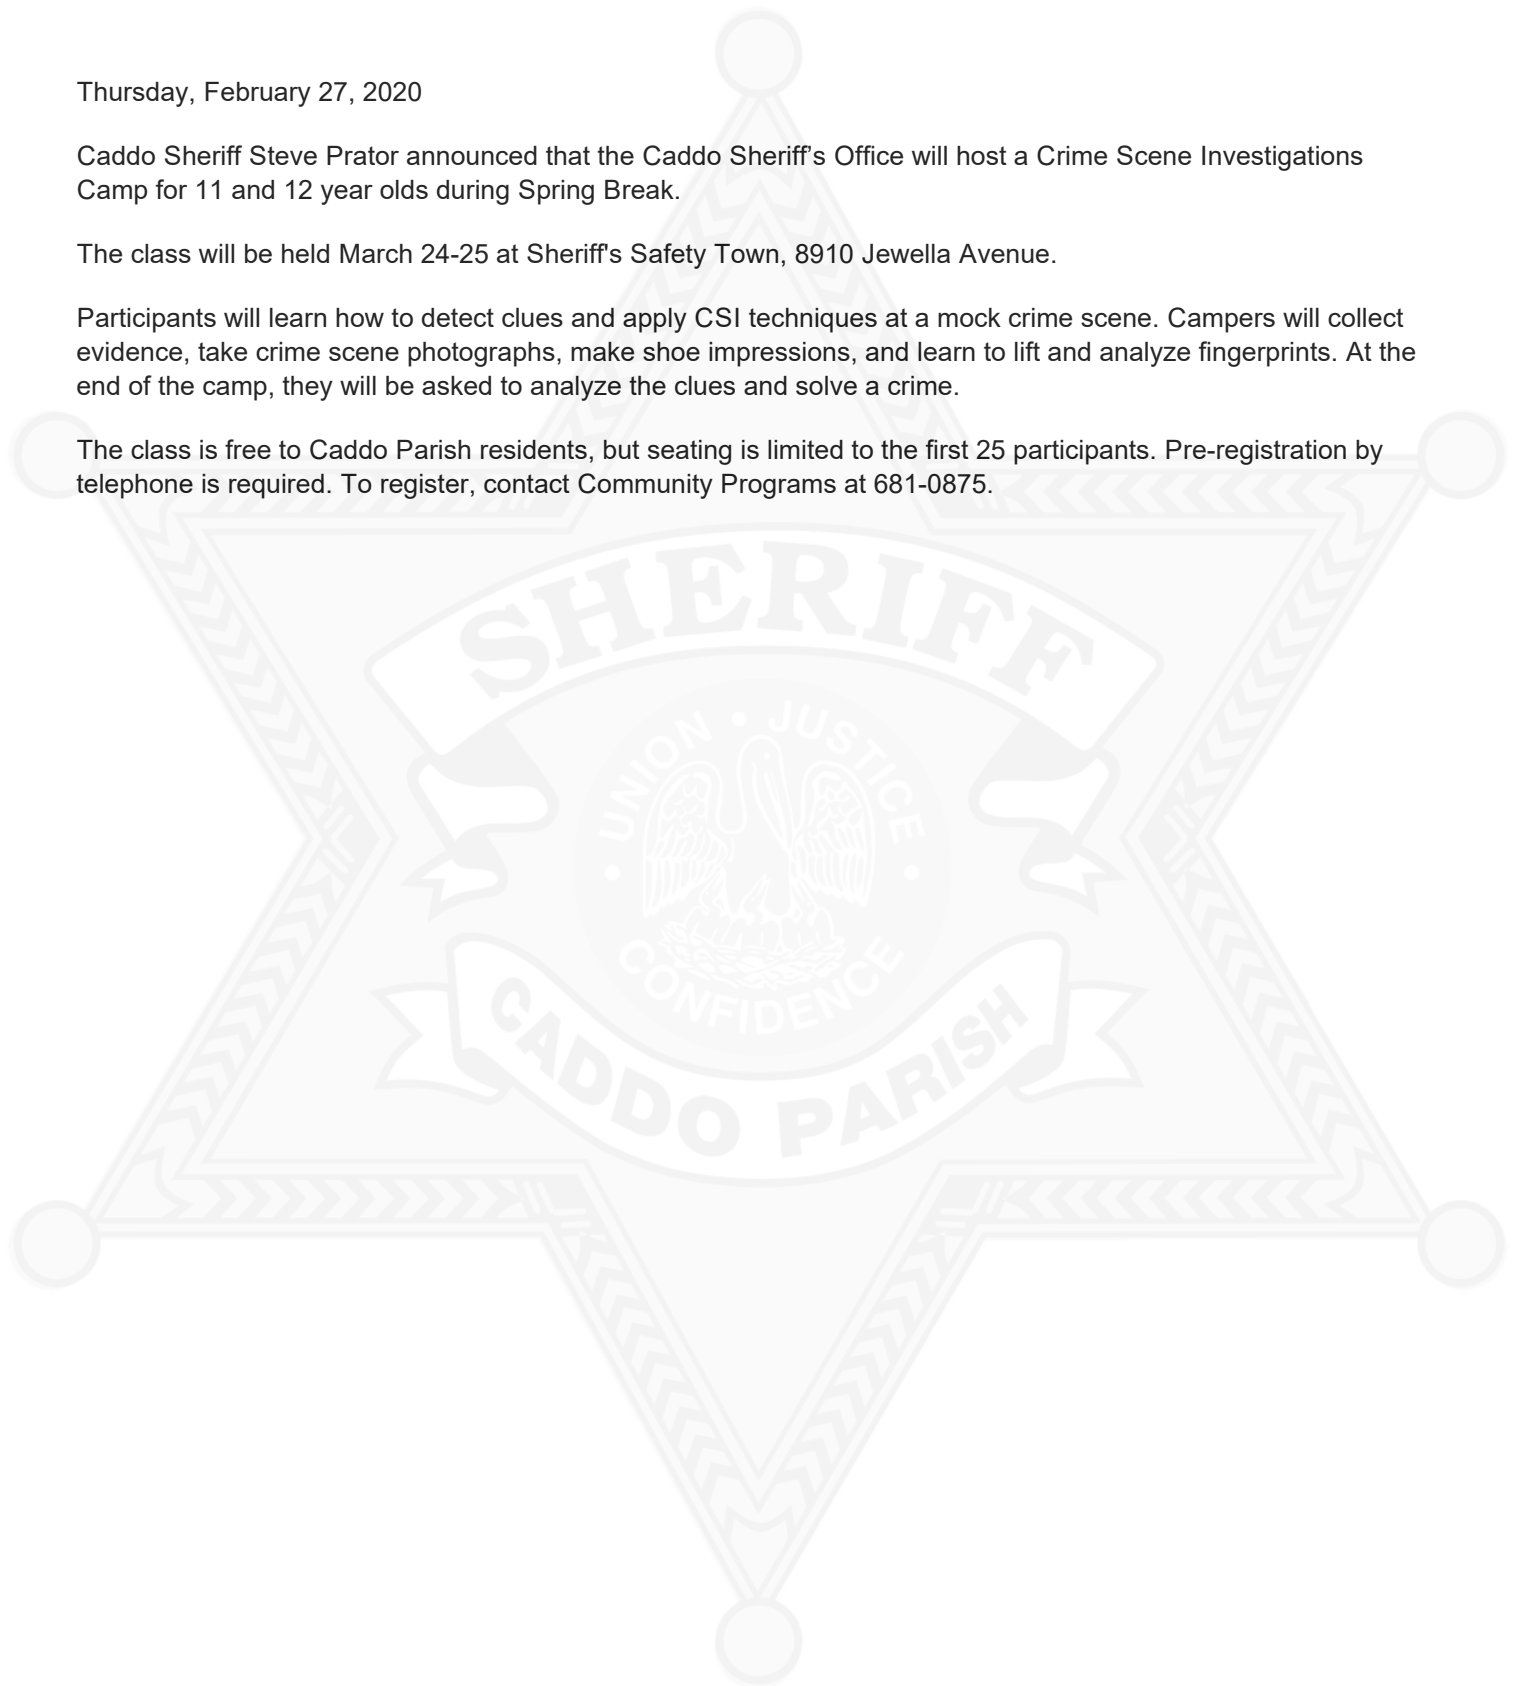 Thursday, February 27, 2020
Caddo Sheriff Steve Prator announced that the Caddo Sheriff’s Office will host a Crime Scene Investigations
Camp for 11 and 12 year olds during Spring Break.
The class will be held March 24-25 at Sheriff's Safety Town, 8910 Jewella Avenue.
Participants will learn how to detect clues and apply CSI techniques at a mock crime scene. Campers will collect
evidence, take crime scene photographs, make shoe impressions, and learn to lift and analyze fingerprints. At the
end of the camp, they will be asked to analyze the clues and solve a crime.
The class is free to Caddo Parish residents, but seating is limited to the first 25 participants. Pre-registration by
telephone is required. To register, contact Community Programs at 681-0875.
SHERIFF
UNION • JUSTICE
• CONFIDENCE •
CADDO PARISH